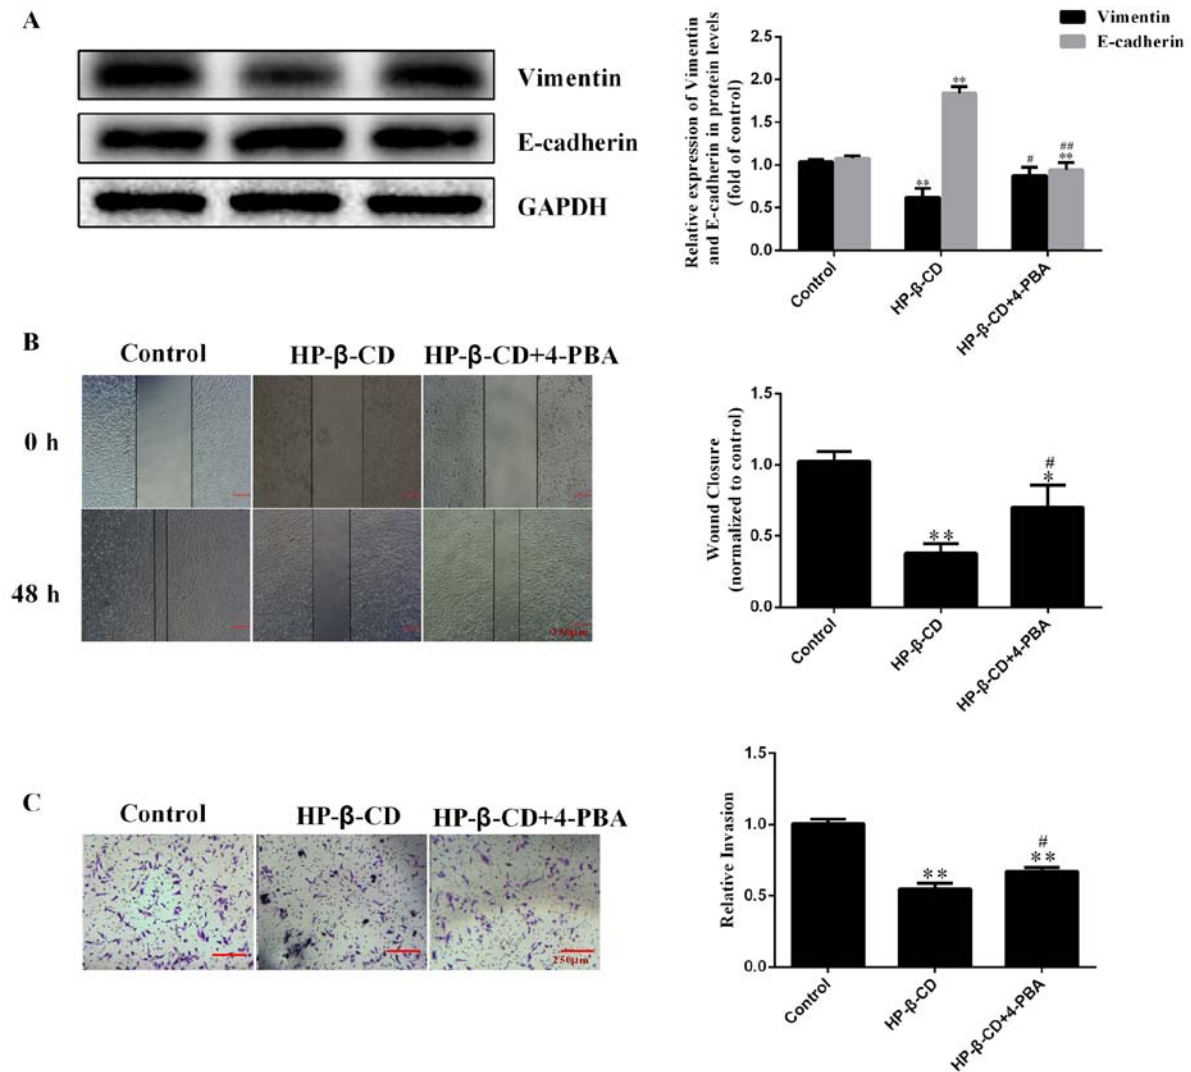 A
Vimentin
E-cadherin
GAPDH
Vimentin
E-cadherin
Relative expression of Vimentin
and E-cadherin in protein levels
(fold of control)
2.5
2.0
1.5
1.0
0.5
0.0
**
**
#
##
**
Control
HP-β-CD
HP-β-CD+4-PBA
B
Control
HP-β-CD
HP-β-CD+4-PBA
0 h
48 h
250μm
Wound Closure
(normalized to control)
1.5
1.0
0.5
0.0
**
#
*
Control
HP-β-CD
HP-β-CD+4-PBA
C
Control
HP-β-CD
HP-β-CD+4-PBA
250μm
Relative Invasion
1.5
1.0
0.5
0.0
**
#
**
Control
HP-β-CD
HP-β-CD+4-PBA